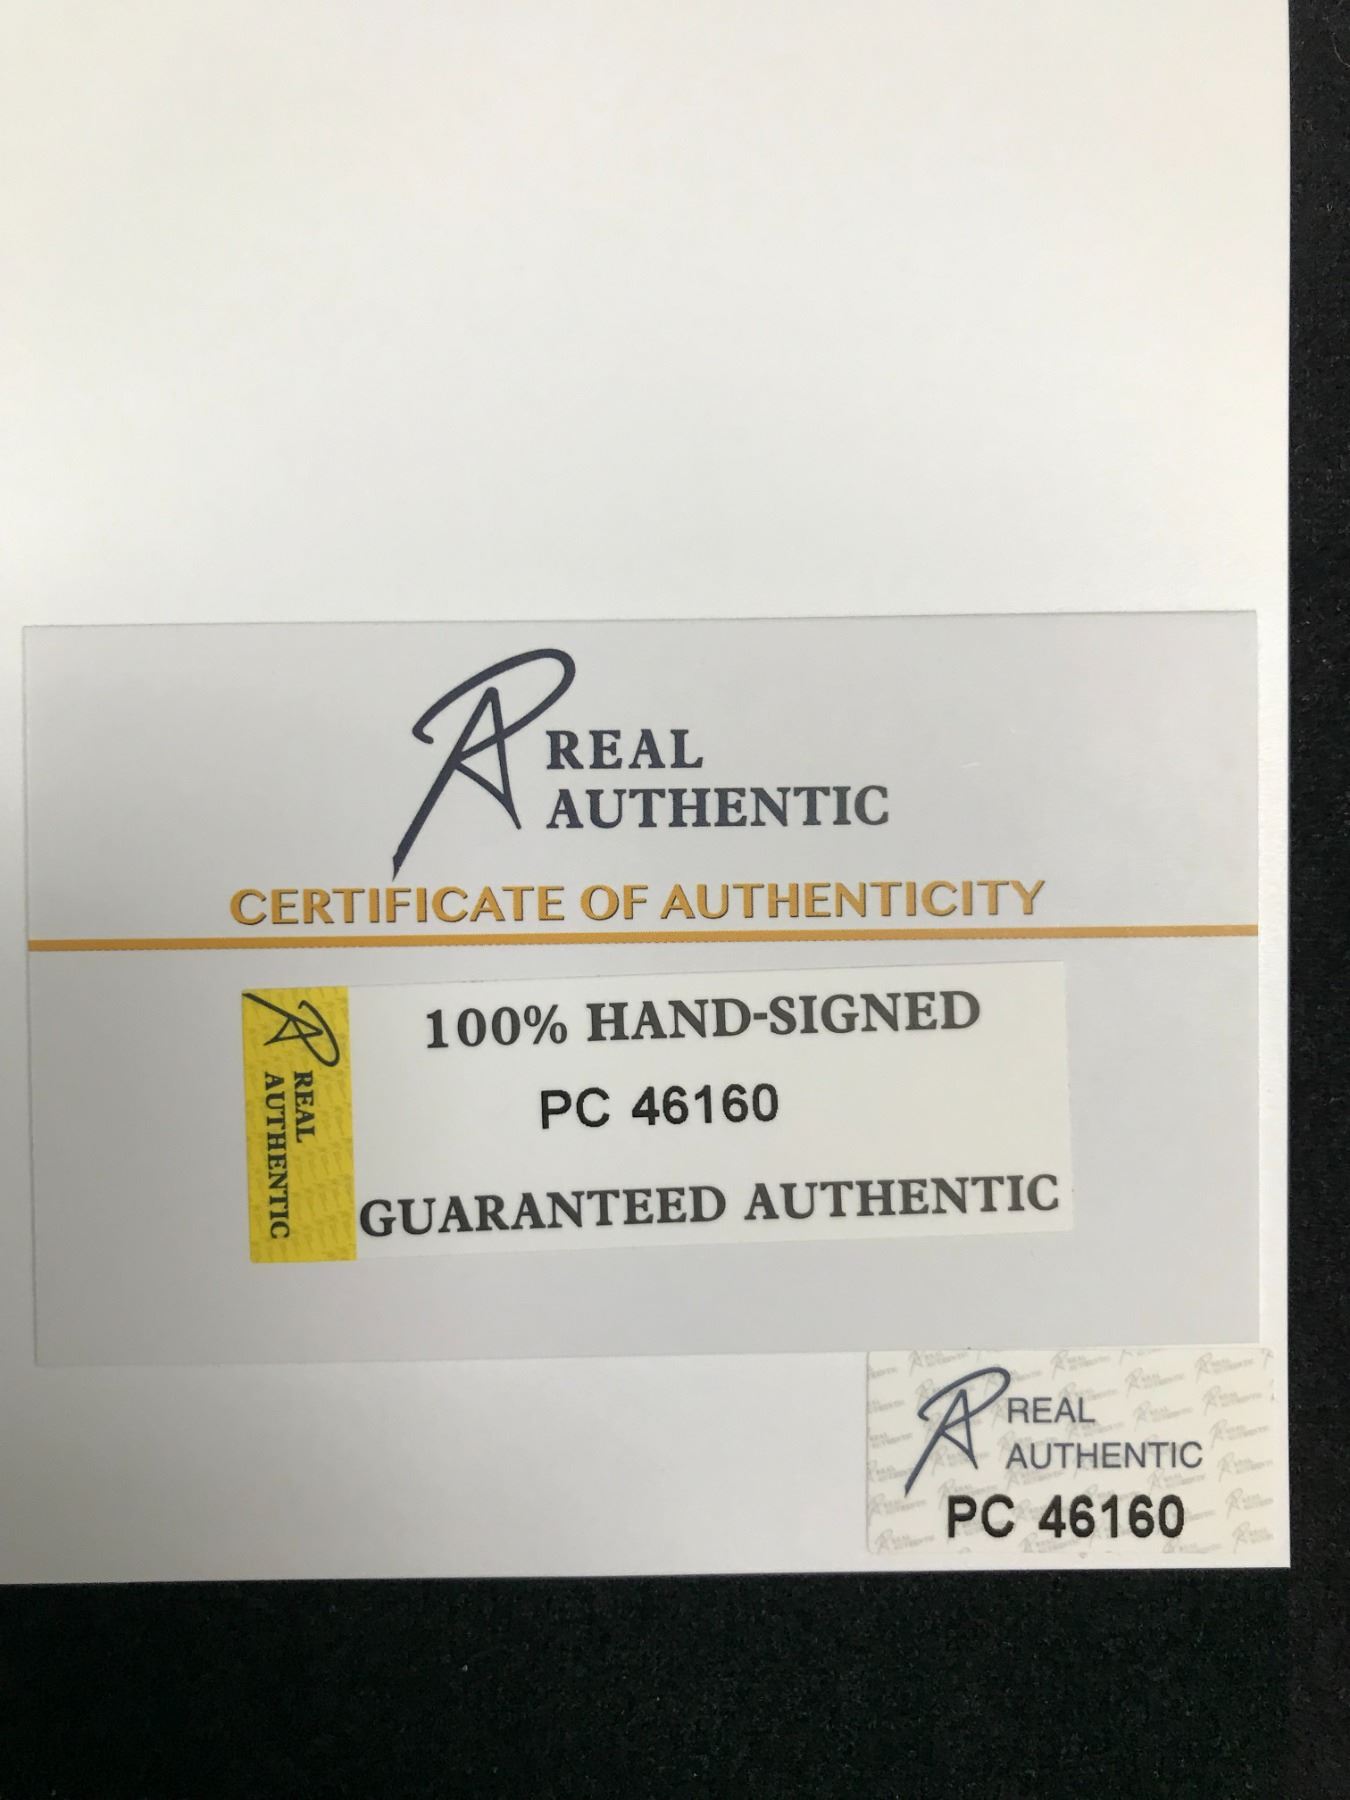 REAL
AUTHENTIC
CERTIFICATE OF AUTHENTICITY
REAL
AUTHENTIC
100% HAND-SIGNED
PC 46160
GUARANTEED AUTHENTIC
REAL
AUTHENTIC
PC 46160